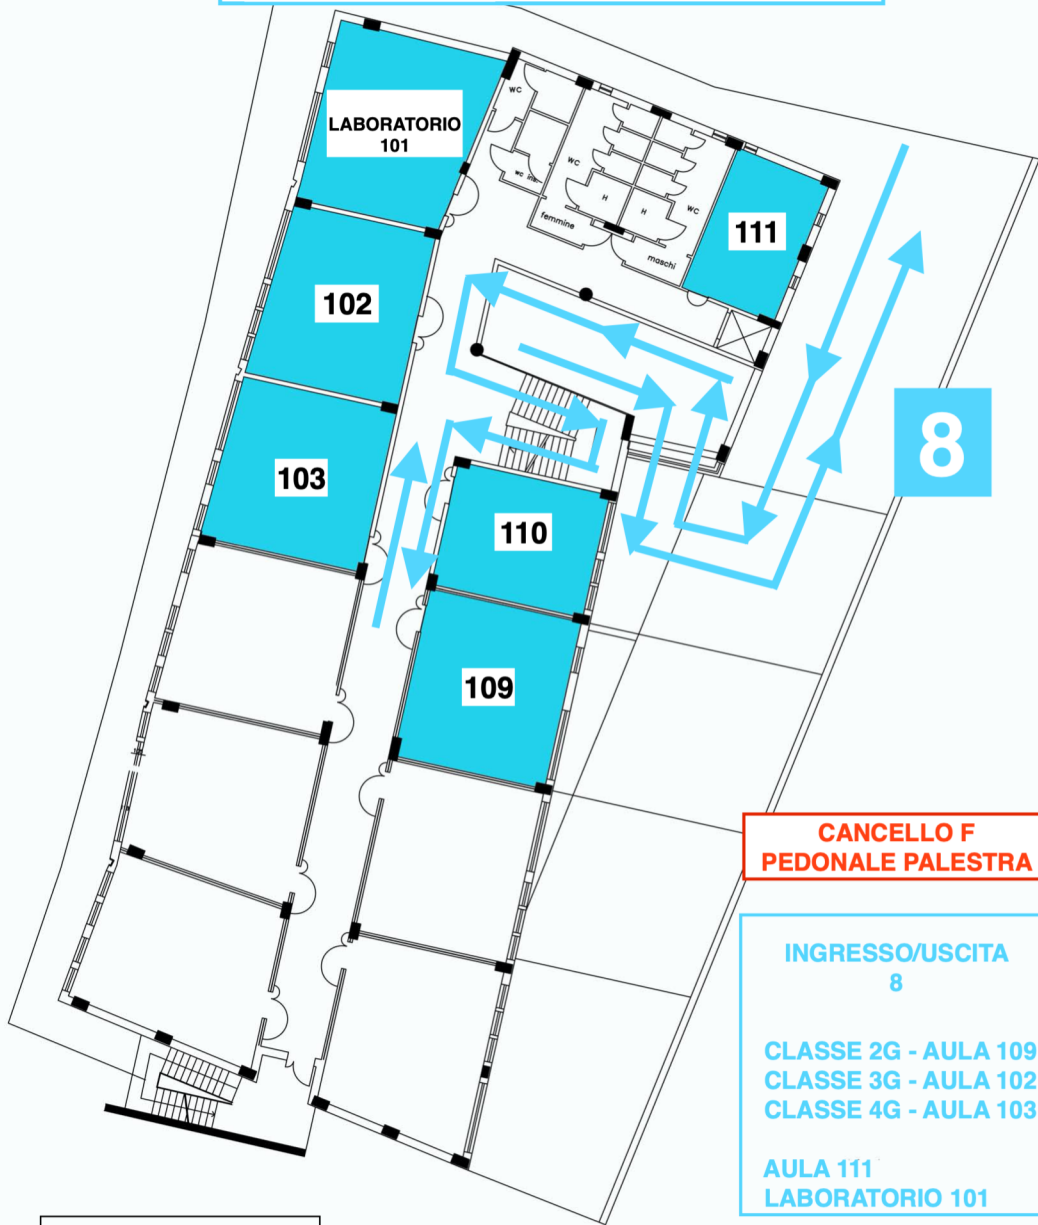 LABORATORIO
101
WC
WC
wc ins.
H
H
WC
femmine
maschi
111
102
103
8
110
109
CANCELLO F
PEDONALE PALESTRA
INGRESSO/USCITA
8
CLASSE 2G - AULA 109
CLASSE 3G - AULA 102
CLASSE 4G - AULA 103
AULA 111
LABORATORIO 101